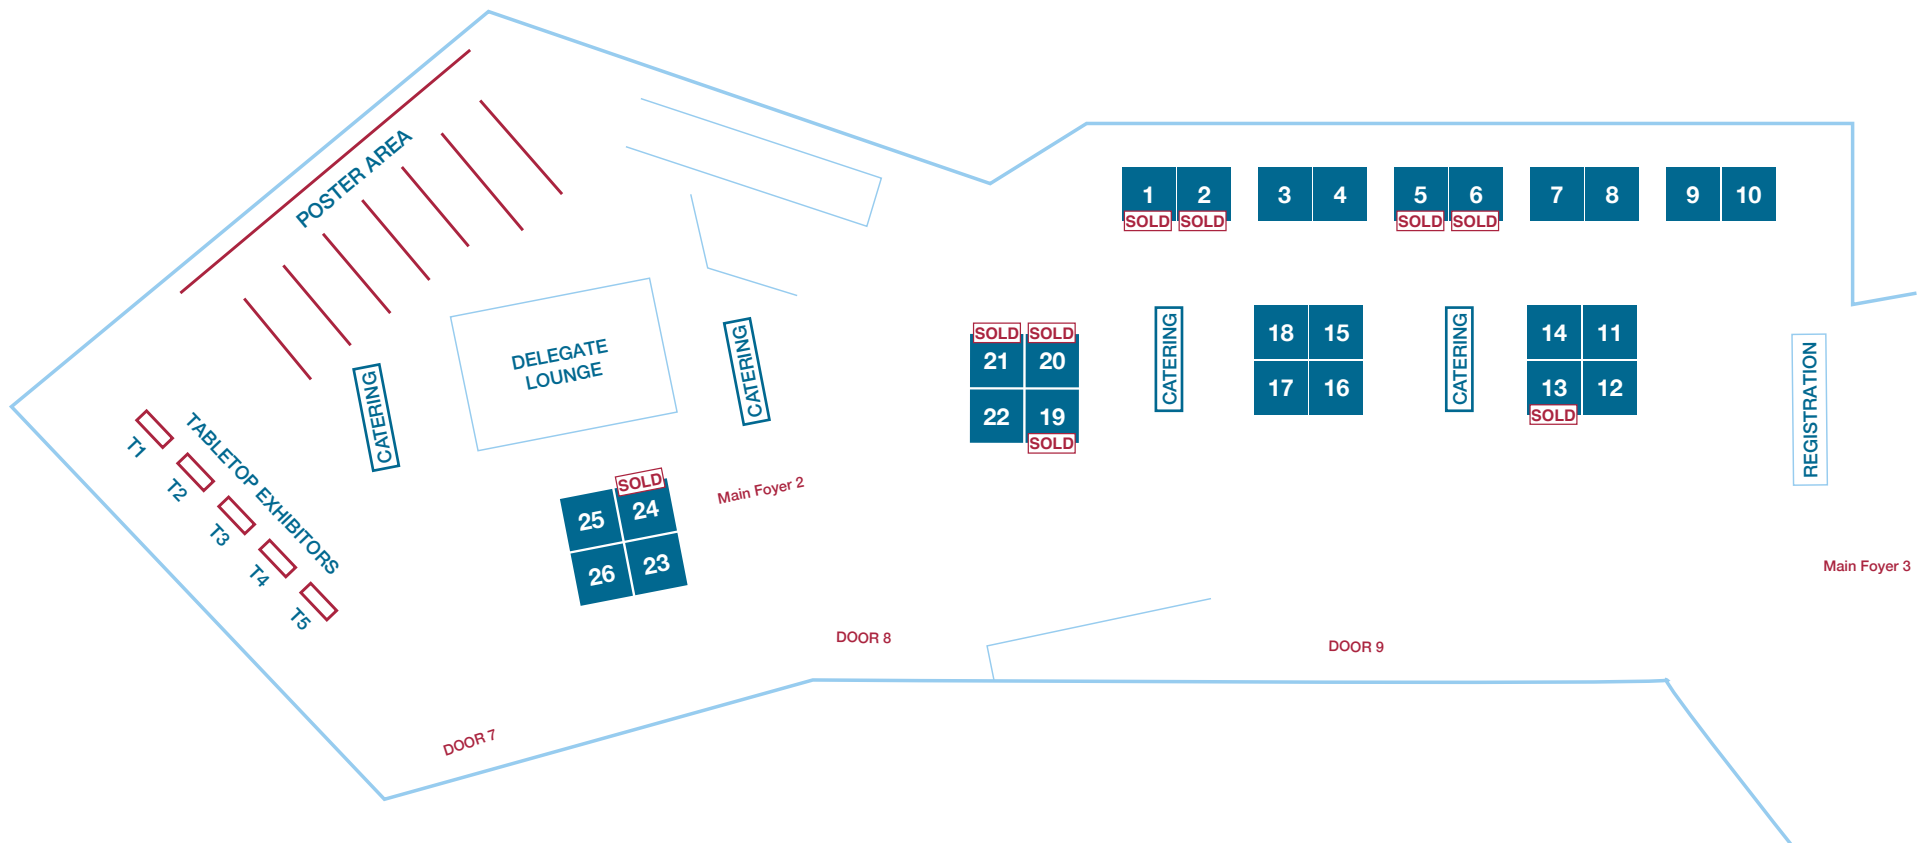 POSTER AREA
1 2 3 4 5 6 7 8 9 10
SOLD SOLD SOLD SOLD
DELEGATE
LOUNGE
CATERING
CATERING
SOLD SOLD
21 20
22 19
SOLD
CATERING
18 15
17 16
CATERING
14 11
13 12
SOLD
REGISTRATION
TABLETOP EXHIBITORS
T1
T2
T3
T4
T5
SOLD
25 24
26 23
Main Foyer 2
Main Foyer 3
DOOR 8
DOOR 9
DOOR 7